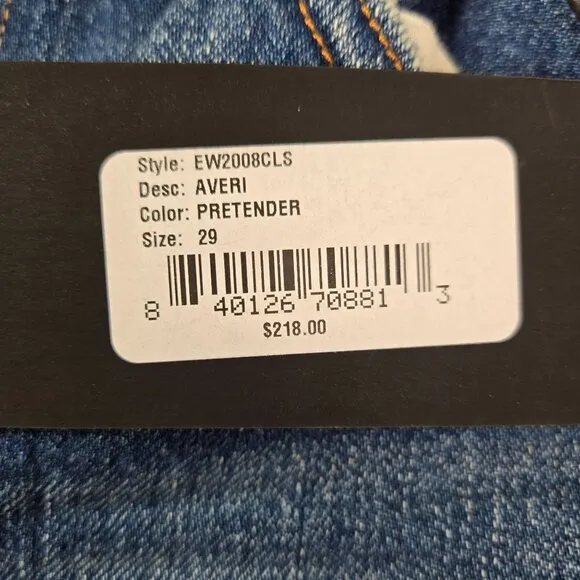 Style: EW2008CLS
Desc: AVERI
Color: PRETENDER
Size: 29
8 40126 70881 3
$218.00